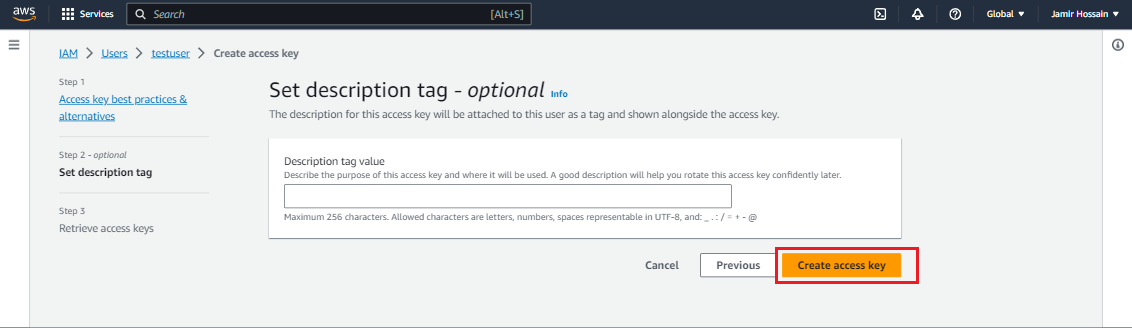 aws
Services
Search
[Alt+S]
Global
Jamir Hossain
IAM > Users > testuser > Create access key
Step 1
Access key best practices &
alternatives
Step 2 - optional
Set description tag
Step 3
Retrieve access keys
Set description tag - optional Info
The description for this access key will be attached to this user as a tag and shown alongside the access key.
Description tag value
Describe the purpose of this access key and where it will be used. A good description will help you rotate this access key confidently later.
Maximum 256 characters. Allowed characters are letters, numbers, spaces representable in UTF-8, and: _ . : / = + - @
Cancel
Previous
Create access key